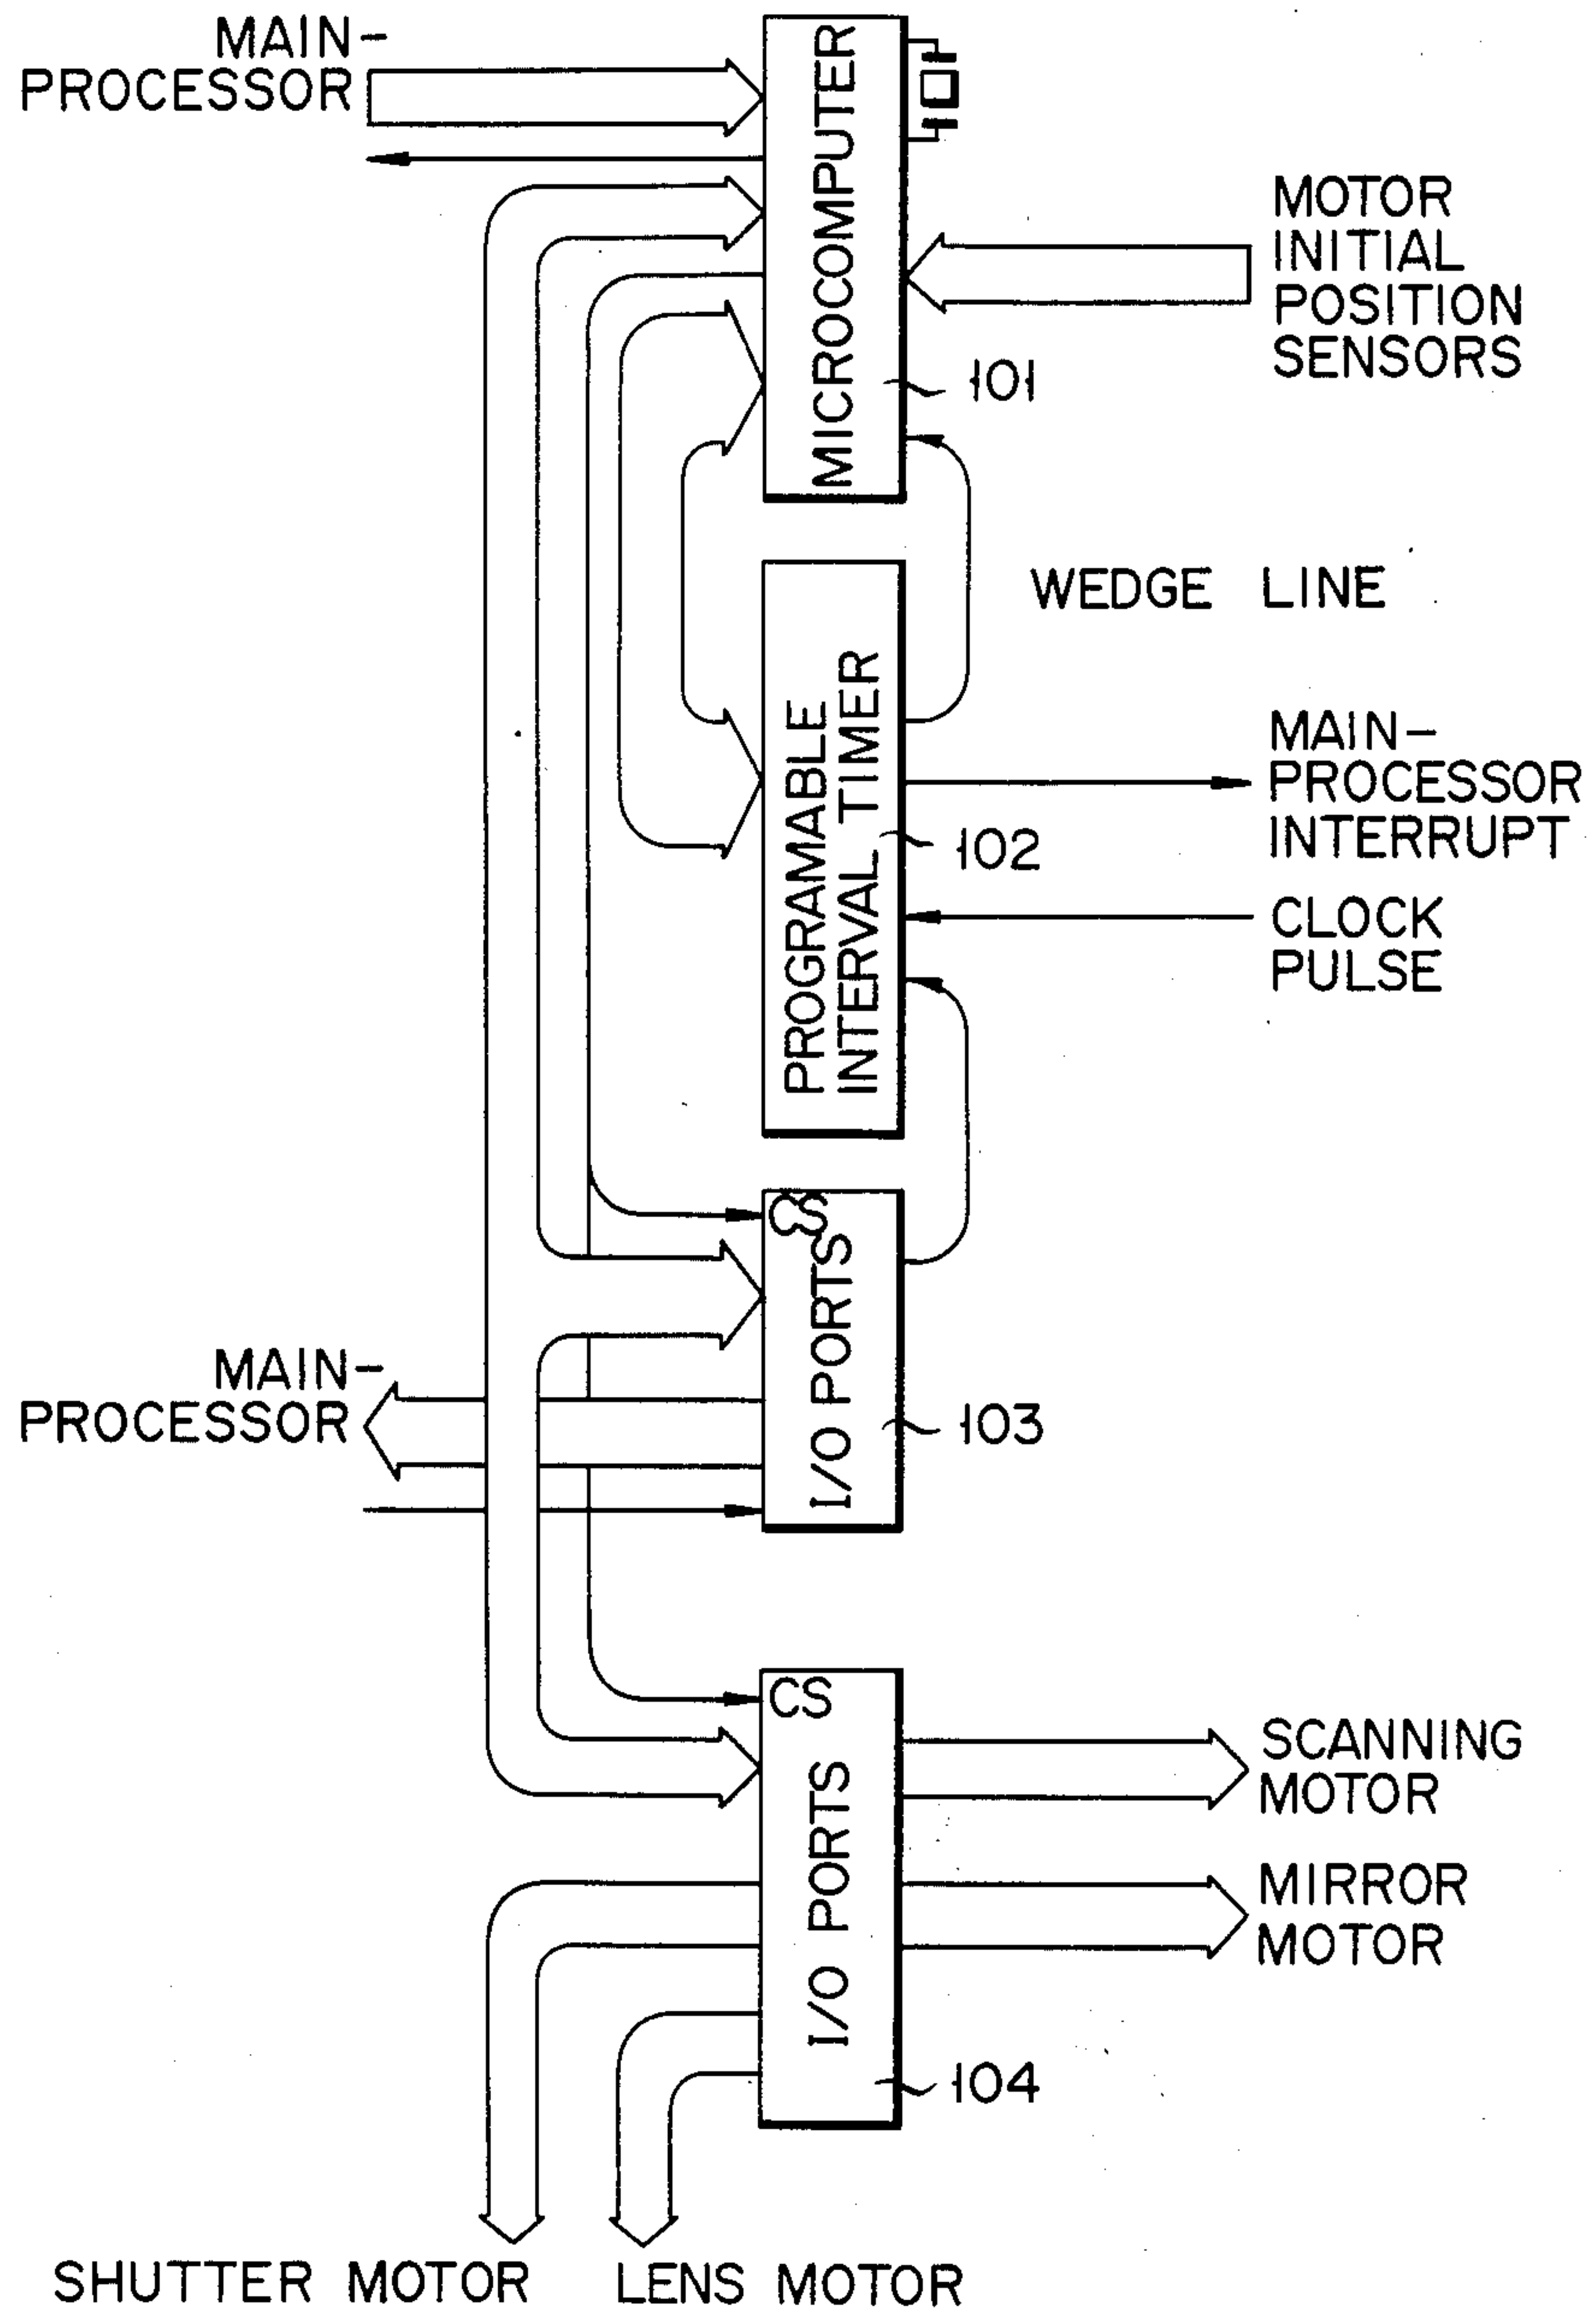 MAIN-
PROCESSOR
MICROCOMPUTER
MOTOR
INITIAL
POSITION
SENSORS
101
WEDGE LINE
PROGRAMABLE
INTERVAL TIMER
MAIN-
PROCESSOR
INTERRUPT
102
CLOCK
PULSE
CS
I/O PORTS
MAIN-
PROCESSOR
103
CS
I/O PORTS
SCANNING
MOTOR
MIRROR
MOTOR
104
SHUTTER MOTOR
LENS MOTOR